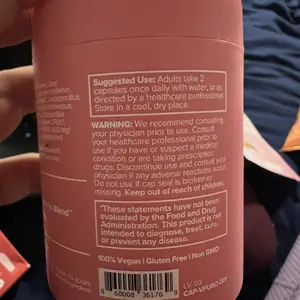 Suggested Use: Adults take 2
capsules once daily with water, or as
directed by a healthcare professional.
Store in a cool, dry place.
WARNING: We recommend consulting
your physician prior to use. Consult
your healthcare professional prior to
use if you have or suspect a medical
condition or are taking prescription
drugs. Discontinue use and consult your
physician if any adverse reactions occur.
Do not use if cap seal is broken or
missing. Keep out of reach of children.
*These statements have not been
evaluated by the Food and Drug
Administration. This product is not
intended to diagnose, treat, cure,
or prevent any disease.
100% Vegan | Gluten Free | Non GMO
Blend*
8 60008 36176
LV. 03